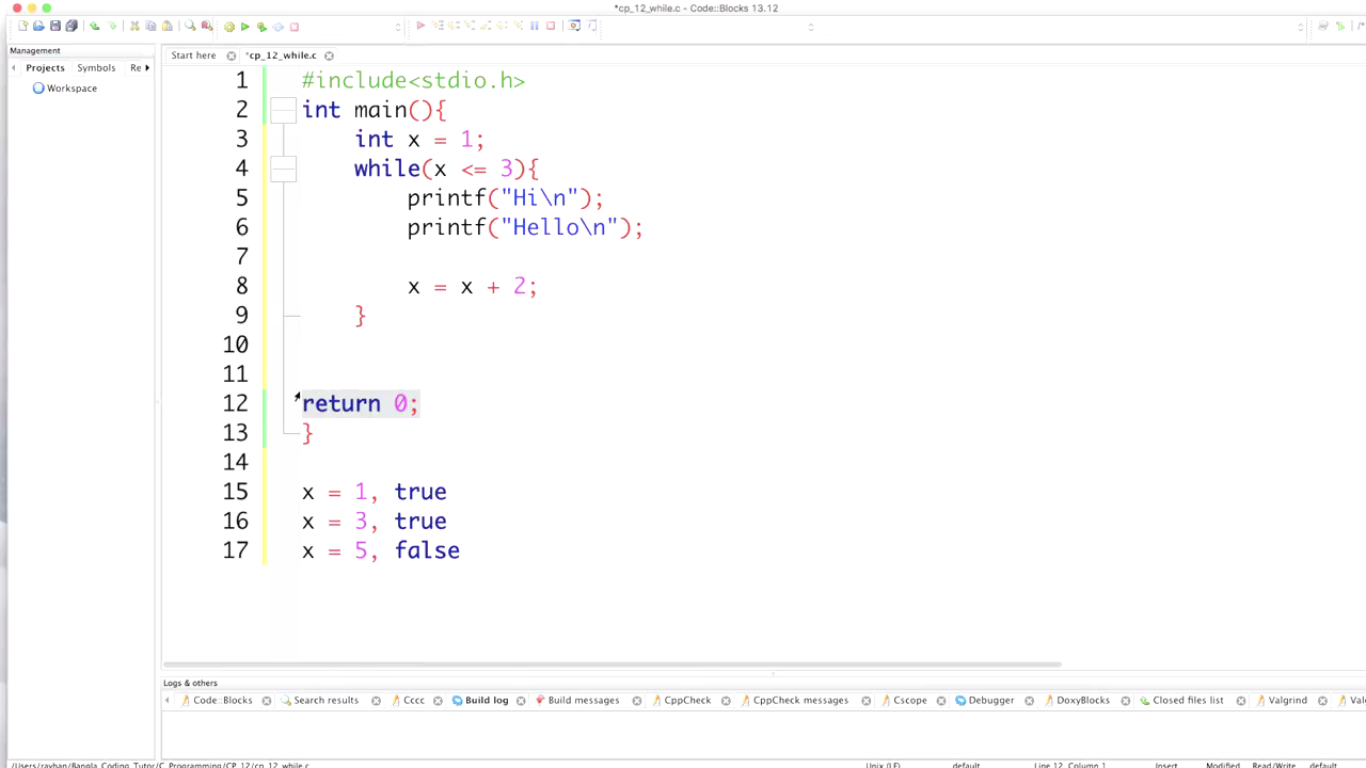 *cp_12_while.c - Code::Blocks 13.12
Management
Projects Symbols Re
Workspace
Start here *cp_12_while.c
1 #include<stdio.h>
2 int main(){
3 int x = 1;
4 while(x <= 3){
5 printf("Hi\n");
6 printf("Hello\n");
7
8 x = x + 2;
9 }
10
11
12 return 0;
13 }
14
15 x = 1, true
16 x = 3, true
17 x = 5, false
Logs & others
Code::Blocks Search results Cccc Build log Build messages CppCheck CppCheck messages Cscope Debugger DoxyBlocks Closed files list Valgrind Val
/Users/rayhan/Bangla_Coding_Tutor/C_Programming/CP_12/cp_12_while.c Unix (LF) default Line 12, Column 1 Insert Modified Read/Write default